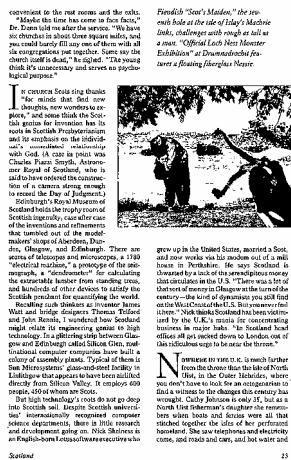 convenient to the rest rooms and the exits.
"Maybe the time has come to face facts,"
Dr. Dunn told me after the service. "We have
six churches in about three square miles, and
you could barely fill any one of them with all
six congregations put together. Some say the
church itself is dead," he sighed. "The young
think it's unnecessary and serves no psycho-
logical purpose."
IN CHURCH Scots sing thanks
"for minds that find new
thoughts, new wonders to ex-
plore," and some think the Scot-
tish genius for invention has its
roots in Scottish Presbyterianism
and its emphasis on the individ-
ual's unmediated relationship
with God. (A case in point was
Charles Piazzi Smyth, Astrono-
mer Royal of Scotland, who is
said to have ordered the construc-
tion of a camera strong enough
to record the Day of Judgment.)
Edinburgh's Royal Museum of
Scotland holds the trophy room of
Scottish ingenuity, case after case
of the inventions and refinements
that tumbled out of the model-
makers' shops of Aberdeen, Dun-
dee, Glasgow, and Edinburgh. There are
scores of telescopes and microscopes, a 1780
"electrical machine," a prototype of the seis-
mograph, a "dendrometer" for calculating
the extractable lumber from standing trees,
and hundreds of other devices to satisfy the
Scottish penchant for quantifying the world.
Recalling such thinkers as inventor James
Watt and bridge designers Thomas Telford
and John Rennie, I wondered how Scotland
might relate its engineering genius to high
technology. In a glittering strip between Glas-
gow and Edinburgh called Silicon Glen, mul-
tinational computer companies have built a
colony of assembly plants. Typical of them is
Sun Microsystems' glass-and-steel facility in
Linlithgow that appears to have been airlifted
directly from Silicon Valley. It employs 600
people, 450 of whom are Scots.
But high technology's roots do not go deep
into Scottish soil. Despite Scottish universi-
ties' internationally recognized computer
science departments, there is little research
and development going on. Nick Shelness is
an English-born Lotus software executive who
Fiendish "Scot's Maiden," the sev-
enth hole at the side of Islay's Machrie
links, challenges with rough as tall as
a man. "Official Loch Ness Monster
Exhibition" at Drumnadrochit fea-
tures a floating fiberglass Nessie.
grew up in the United States, married a Scot,
and now works via his modem out of a mill
house in Perthshire. He says Scotland is
thwarted by a lack of the serendipitous money
that circulates in the U.S. "There was a lot of
that sort of money in Glasgow at the turn of the
century—the kind of dynamism you still find
on the West Coast of the U.S. But you never feel
it here." Nick thinks Scotland has been victim-
ized by the U.K.'s mania for concentrating
business in major hubs. "In Scotland head
offices all get sucked down to London out of
this ridiculous urge to be near the throne."
NOWHERE IN THE U.K. is much farther
from the throne than the isle of North
Uist, in the Outer Hebrides, where
you don't have to look for an octogenarian to
find a witness to the changes this century has
wrought. Cathy Johnson is only 35, but as a
North Uist fisherman's daughter she remem-
bers when boats and ferries were all that
stitched together the isles of her perforated
homeland. She saw telephones and electricity
come, and roads and cars, and hot water and
Scotland
23